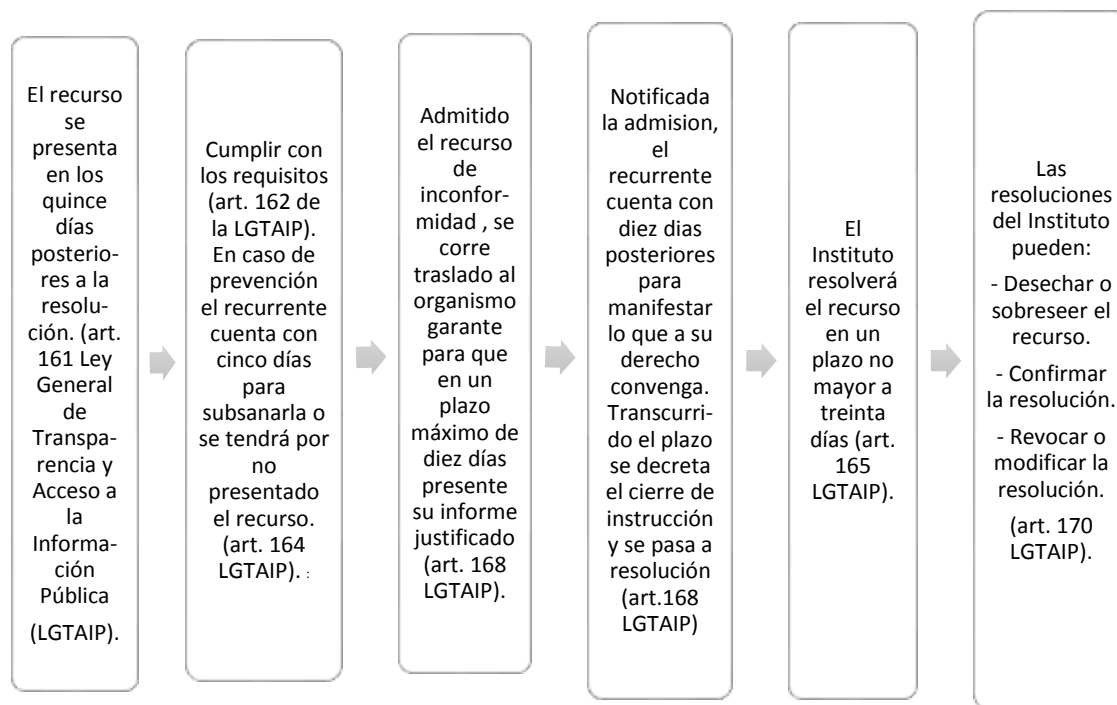 El recurso
se
presenta
en los
quince
días
posterio-
res a la
resolu-
ción. (art.
161 Ley
General
de
Transpa-
rencia y
Acceso a
la
Informa-
ción
Pública
(LGTAIP).
Cumplir con
los requisitos
(art. 162 de
la LGTAIP).
En caso de
prevención
el recurrente
cuenta con
cinco días
para
subsanarla o
se tendrá por
no
presentado
el recurso.
(art. 164
LGTAIP). :
Admitido
el recurso
de
inconfor-
midad , se
corre
traslado al
organismo
garante
para que
en un
plazo
máximo de
diez días
presente
su informe
justificado
(art. 168
LGTAIP).
Notificada
la admision,
el
recurrente
cuenta con
diez dias
posteriores
para
manifestar
lo que a su
derecho
convenga.
Transcurri-
do el plazo
se decreta
el cierre de
instrucción
y se pasa a
resolución
(art.168
LGTAIP)
El
Instituto
resolverá
el recurso
en un
plazo no
mayor a
treinta
días (art.
165
LGTAIP).
Las
resoluciones
del Instituto
pueden:
- Desechar o
sobreseer el
recurso.
- Confirmar
la resolución.
- Revocar o
modificar la
resolución.
(art. 170
LGTAIP).